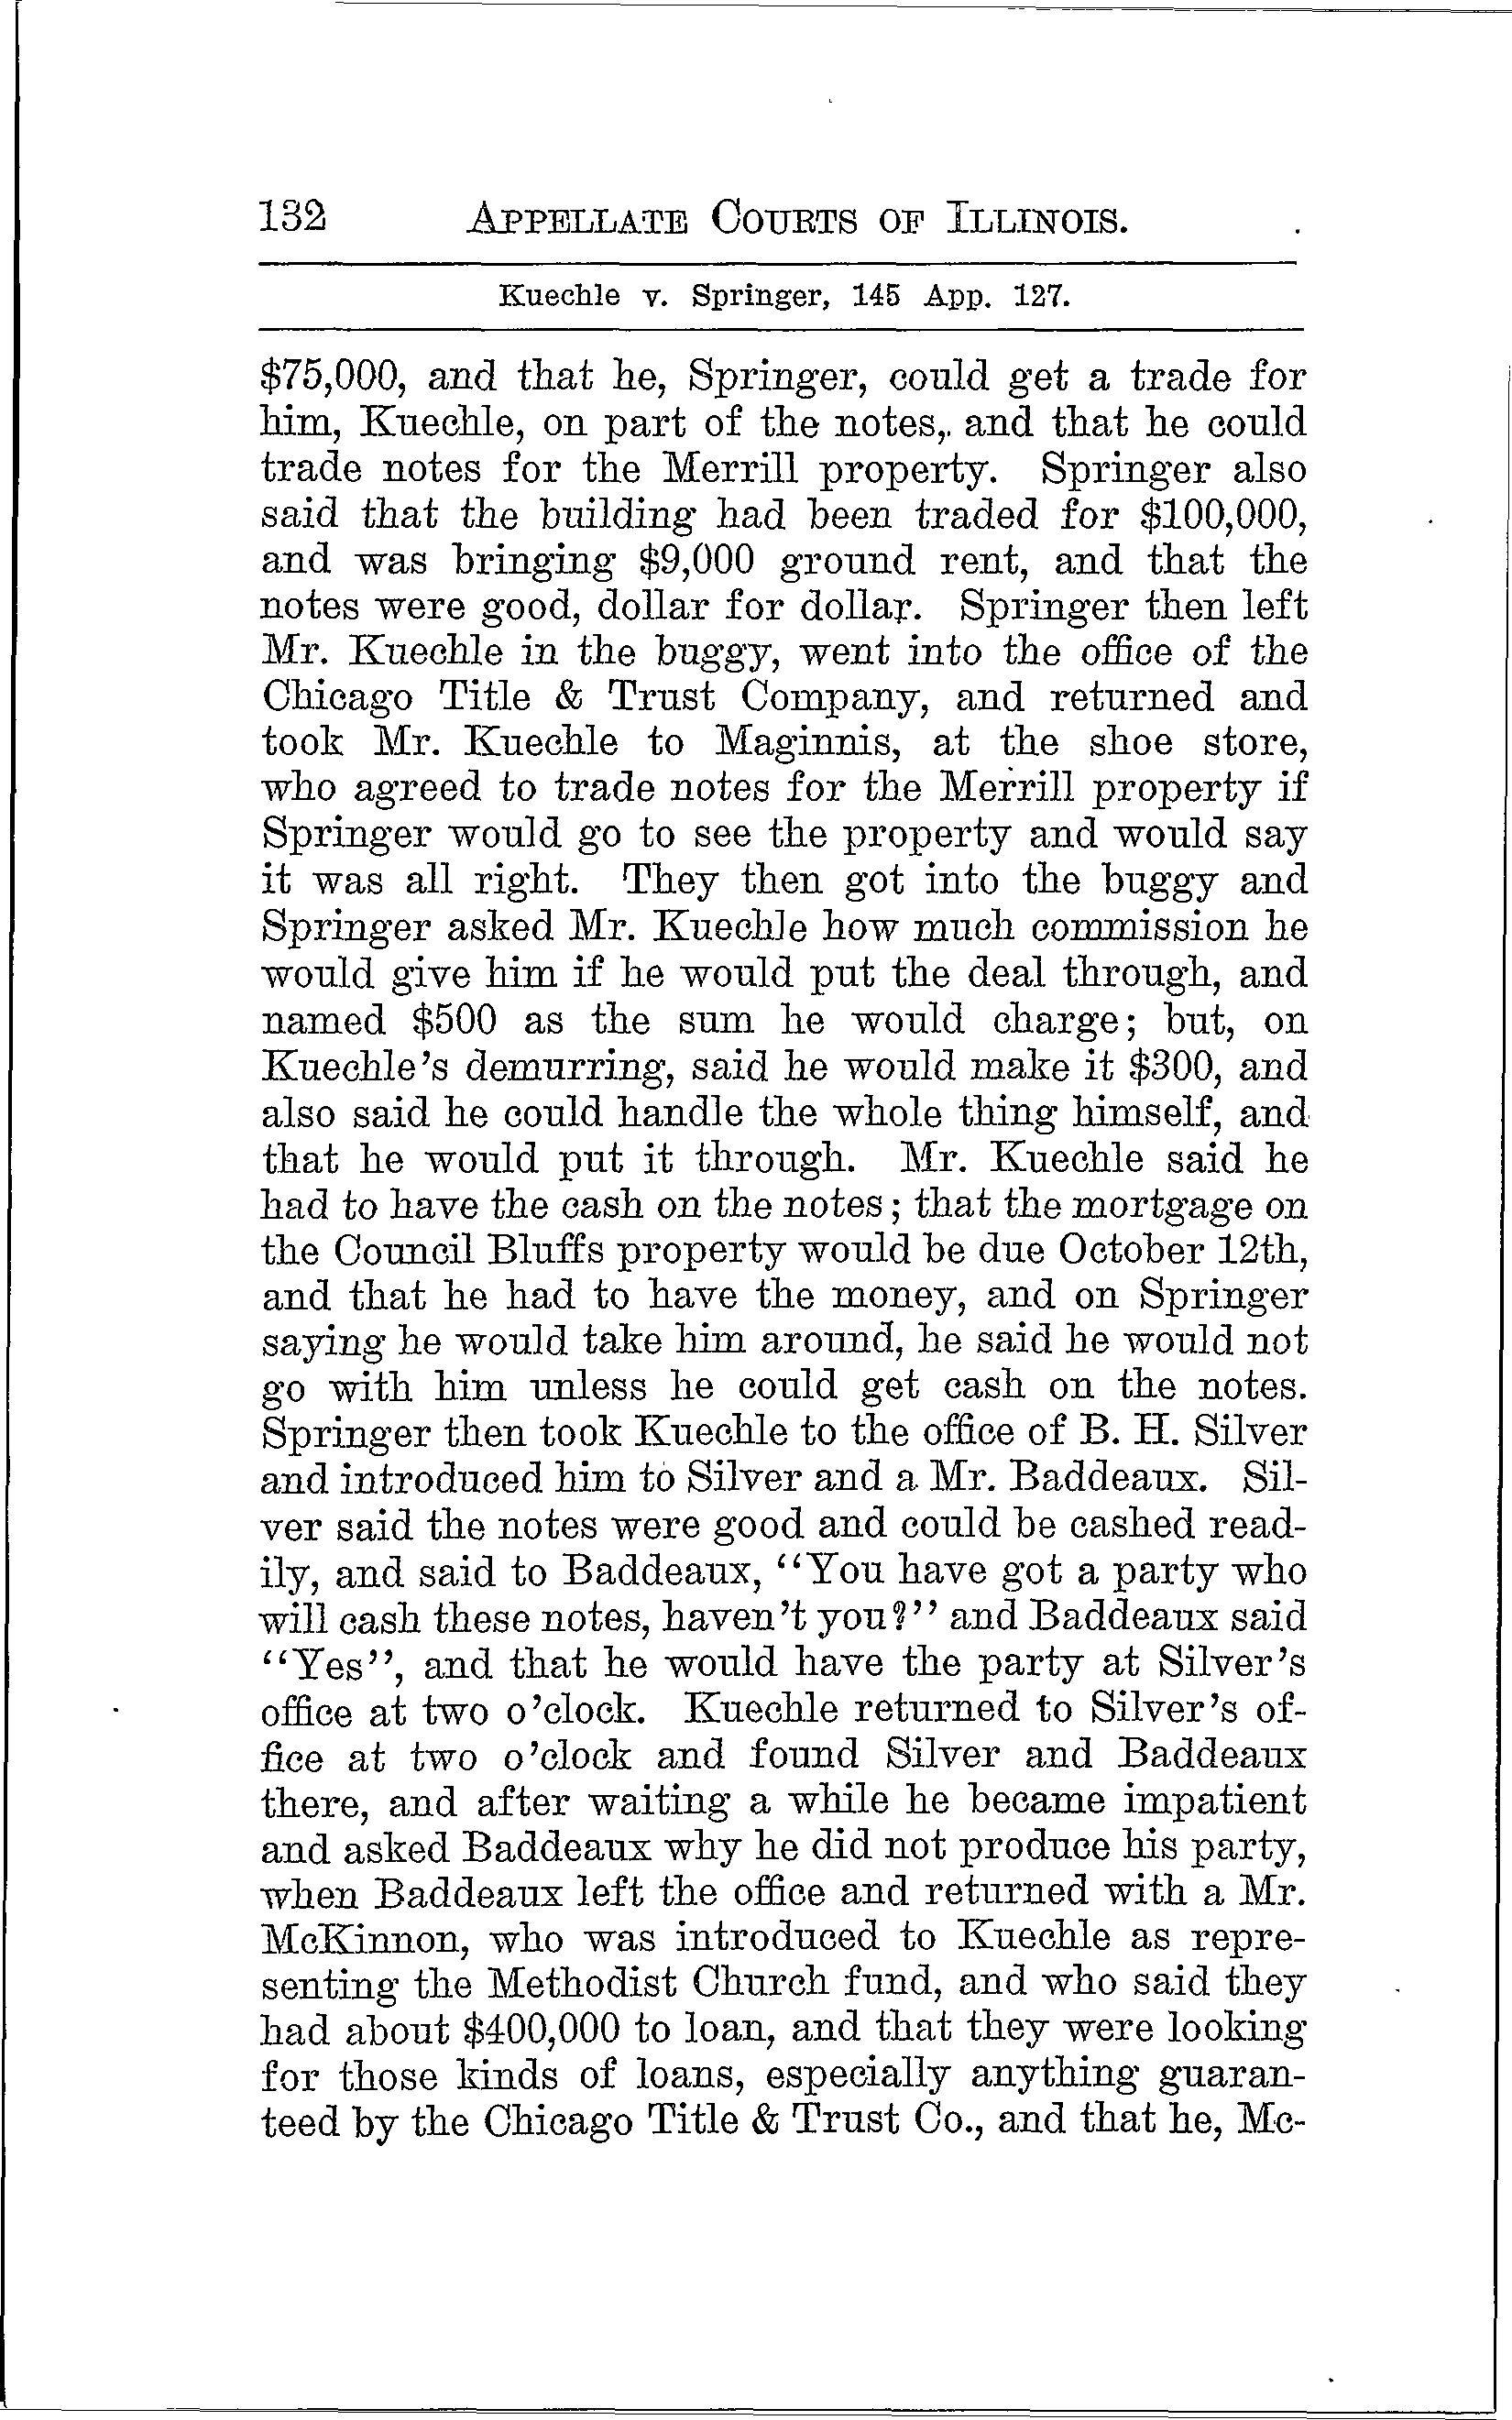 132 APPELLATE COURTS OF ILLINOIS.
Kuechle v. Springer, 145 App. 127.
$75,000, and that he, Springer, could get a trade for
him, Kuechle, on part of the notes, and that he could
trade notes for the Merrill property. Springer also
said that the building had been traded for $100,000,
and was bringing $9,000 ground rent, and that the
notes were good, dollar for dollar. Springer then left
Mr. Kuechle in the buggy, went into the office of the
Chicago Title & Trust Company, and returned and
took Mr. Kuechle to Maginnis, at the shoe store,
who agreed to trade notes for the Merrill property if
Springer would go to see the property and would say
it was all right. They then got into the buggy and
Springer asked Mr. Kuechle how much commission he
would give him if he would put the deal through, and
named $500 as the sum he would charge; but, on
Kuechle's demurring, said he would make it $300, and
also said he could handle the whole thing himself, and
that he would put it through. Mr. Kuechle said he
had to have the cash on the notes; that the mortgage on
the Council Bluffs property would be due October 12th,
and that he had to have the money, and on Springer
saying he would take him around, he said he would not
go with him unless he could get cash on the notes.
Springer then took Kuechle to the office of B. H. Silver
and introduced him to Silver and a Mr. Baddeaux. Sil-
ver said the notes were good and could be cashed read-
ily, and said to Baddeaux, "You have got a party who
will cash these notes, haven't you?" and Baddeaux said
"Yes", and that he would have the party at Silver's
office at two o'clock. Kuechle returned to Silver's of-
fice at two o'clock and found Silver and Baddeaux
there, and after waiting a while he became impatient
and asked Baddeaux why he did not produce his party,
when Baddeaux left the office and returned with a Mr.
McKinnon, who was introduced to Kuechle as repre-
senting the Methodist Church fund, and who said they
had about $400,000 to loan, and that they were looking
for those kinds of loans, especially anything guaran-
teed by the Chicago Title & Trust Co., and that he, Mc-